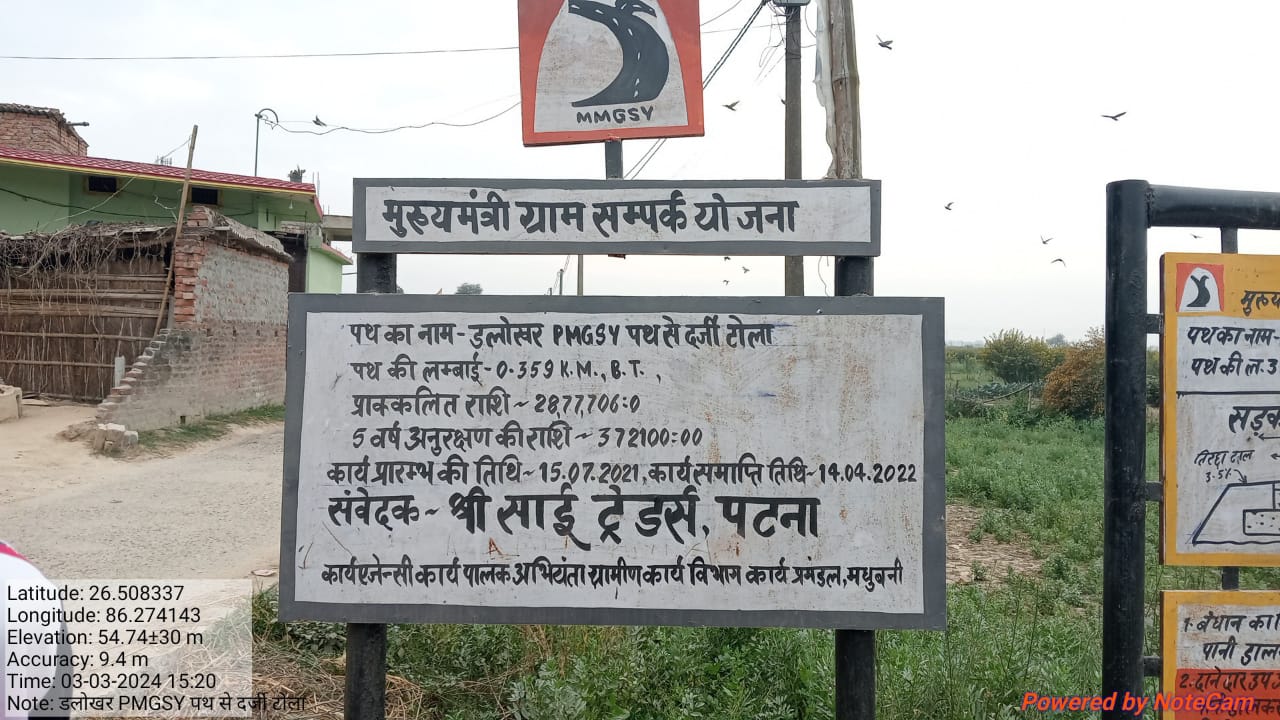 MMGSY
मुख्यमंत्री ग्राम सम्पर्क योजना
पथ का नाम - डलोखर PMGSY पथ से दर्जी टोला
पथ की लम्बाई - 0.359 K.M., B.T.,
प्राक्कलित राशि ~ 28,77,706=0
5 वर्ष अनुरक्षण की राशि ~ 372100=00
कार्य प्रारम्भ की तिथि ~ 15.07.2021, कार्य समाप्ति तिथि ~ 14.04.2022
संवेदक ~ श्री साई ट्रेडर्स, पटना
कार्य एजेन्सी कार्य पालक अभियंता ग्रामीण कार्य विभाग कार्य प्रमंडल, मधुबनी
पथ का नाम -
पथ की ल. 3
पानी डाल
Latitude: 26.508337
Longitude: 86.274143
Elevation: 54.74±30 m
Accuracy: 9.4 m
Time: 03-03-2024 15:20
Note: डलोखर PMGSY पथ से दर्जी टोला
Powered by NoteCam